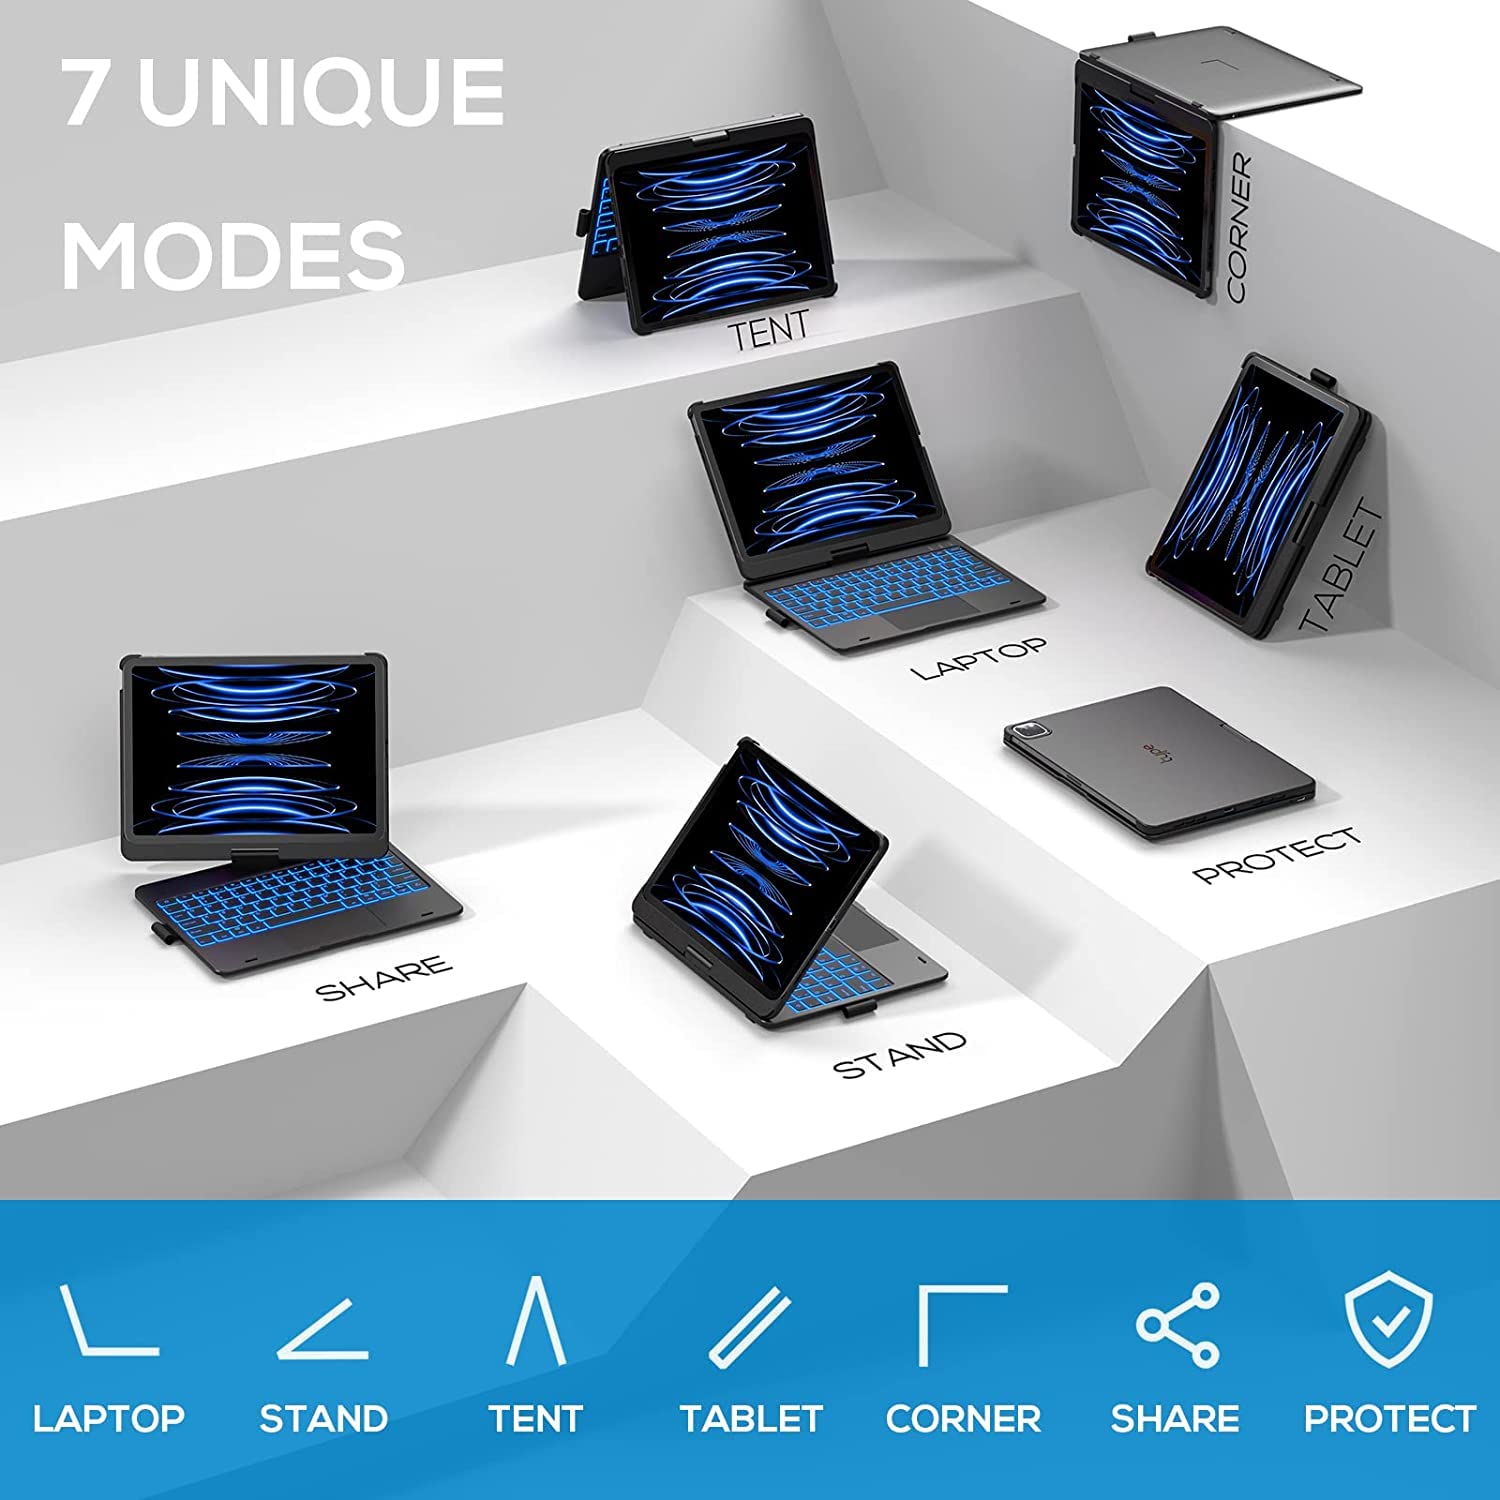 7 UNIQUE
MODES
CORNER
TENT
TABLET
LAPTOP
PROTECT
SHARE
STAND
LAPTOP STAND TENT TABLET CORNER SHARE PROTECT